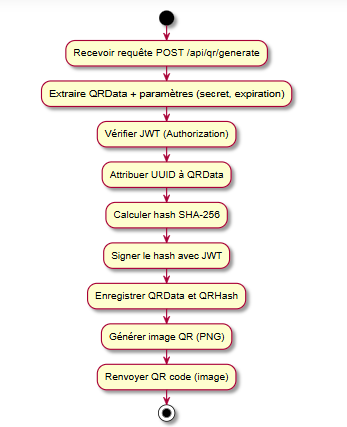 Recevoir requête POST /api/qr/generate
Extraire QRData + paramètres (secret, expiration)
Vérifier JWT (Authorization)
Attribuer UUID à QRData
Calculer hash SHA-256
Signer le hash avec JWT
Enregistrer QRData et QRHash
Générer image QR (PNG)
Renvoyer QR code (image)